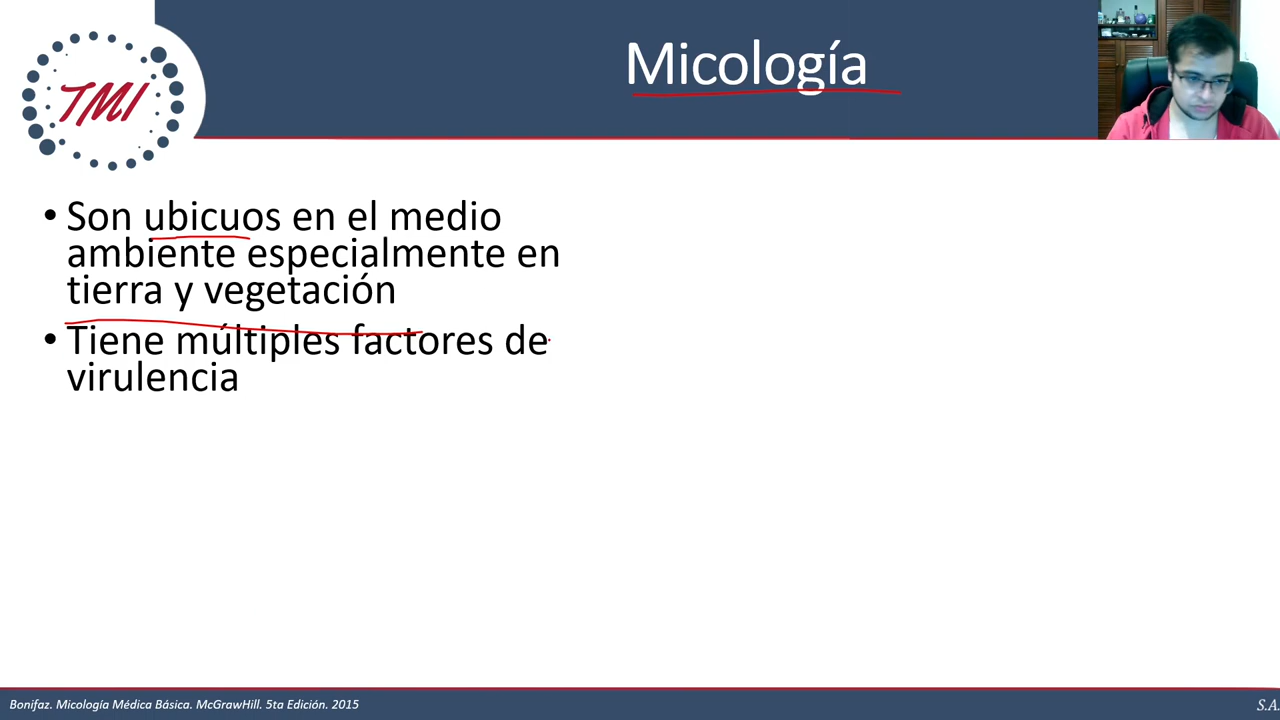 TMI
Micología
• Son ubicuos en el medio
ambiente especialmente en
tierra y vegetación
• Tiene múltiples factores de
virulencia
Bonifaz. Micología Médica Básica. McGrawHill. 5ta Edición. 2015
S.A.